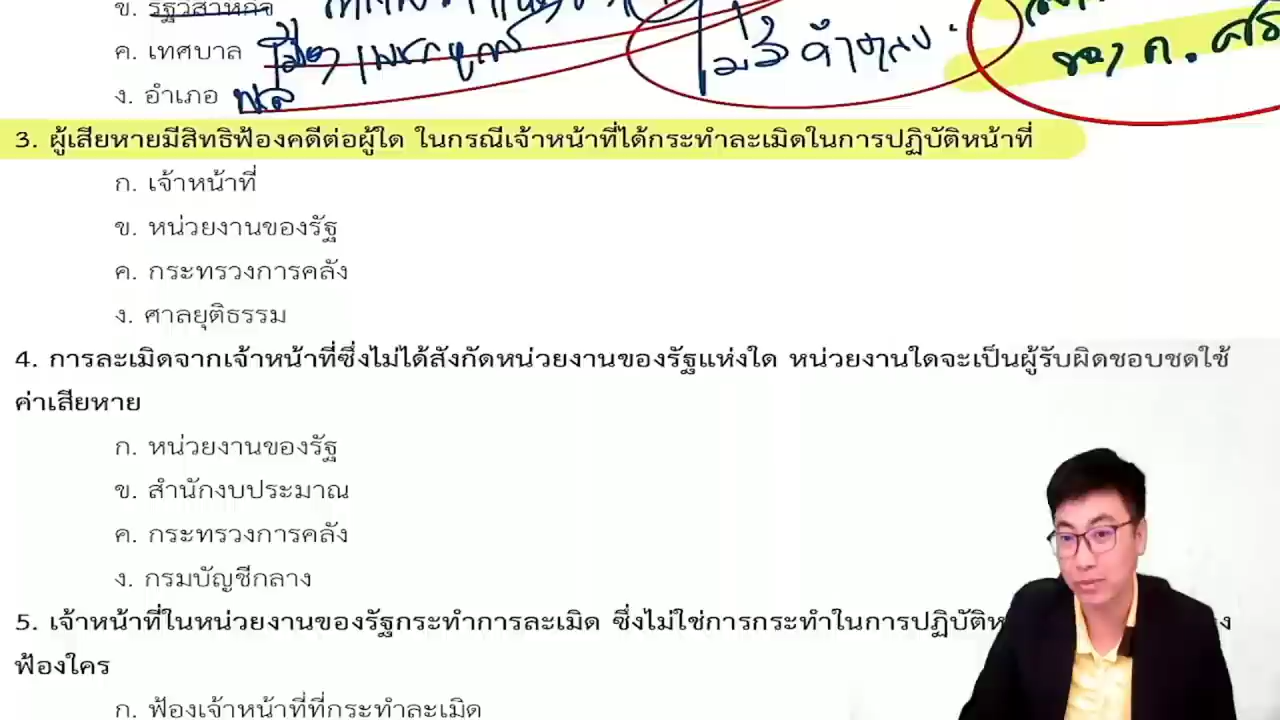 ข. รัฐวิสาหกิจ
ค. เทศบาล
ไม่มีคำตอบ
ง. อำเภอ
3. ผู้เสียหายมีสิทธิฟ้องคดีต่อผู้ใด ในกรณีเจ้าหน้าที่ได้กระทำละเมิดในการปฏิบัติหน้าที่
ก. เจ้าหน้าที่
ข. หน่วยงานของรัฐ
ค. กระทรวงการคลัง
ง. ศาลยุติธรรม
4. การละเมิดจากเจ้าหน้าที่ซึ่งไม่ได้สังกัดหน่วยงานของรัฐแห่งใด หน่วยงานใดจะเป็นผู้รับผิดชอบชดใช้
ค่าเสียหาย
ก. หน่วยงานของรัฐ
ข. สำนักงบประมาณ
ค. กระทรวงการคลัง
ง. กรมบัญชีกลาง
5. เจ้าหน้าที่ในหน่วยงานของรัฐกระทำการละเมิด ซึ่งไม่ใช่การกระทำในการปฏิบัติห
ฟ้องใคร
ก. ฟ้องเจ้าหน้าที่ที่กระทำละเมิด